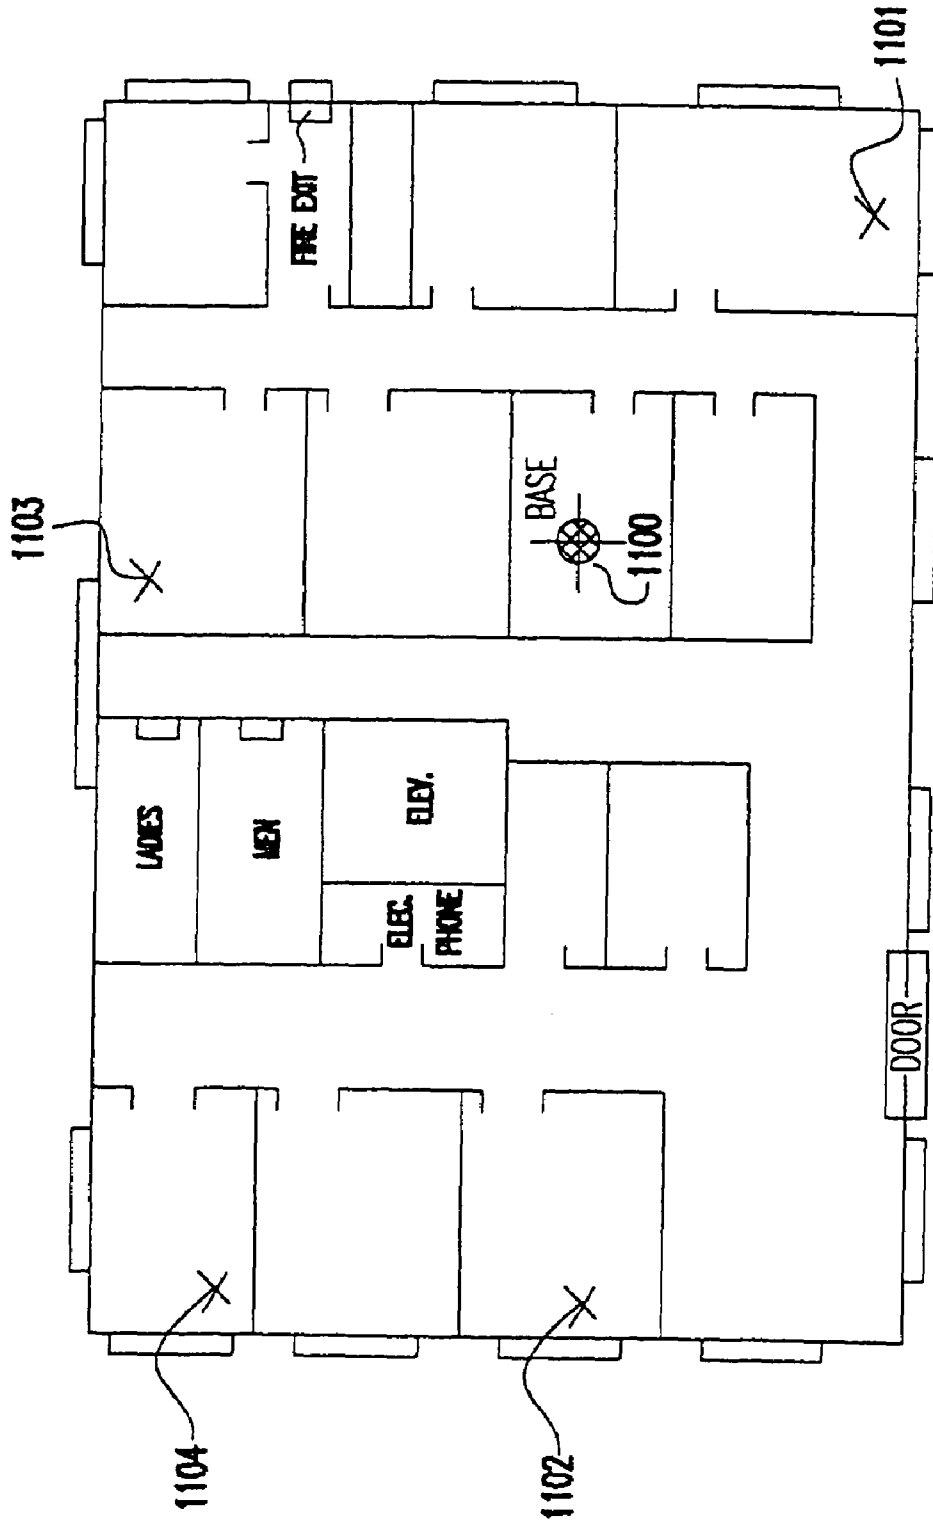 1104
1102
LADIES
MEN
ELEC.
PHONE
ELEV.
DOOR
1103
BASE
1100
FIRE EXIT
1101